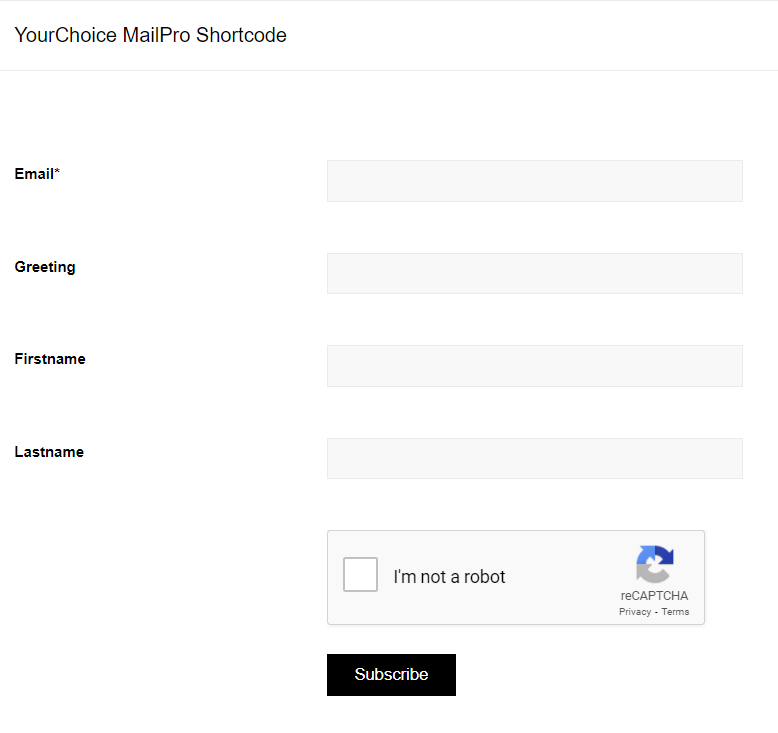 YourChoice MailPro Shortcode
Email*
Greeting
Firstname
Lastname
I'm not a robot
reCAPTCHA
Privacy - Terms
Subscribe